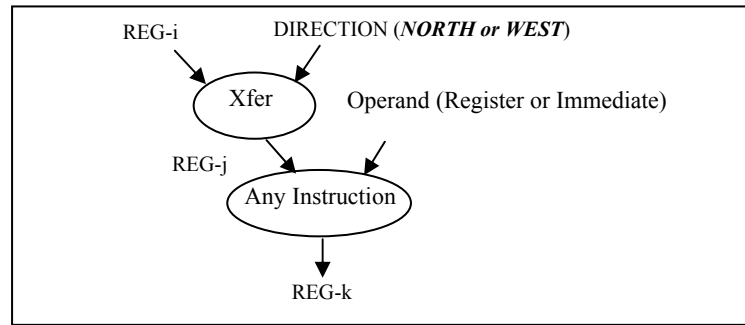 REG-i
DIRECTION (NORTH or WEST)
Xfer
Operand (Register or Immediate)
REG-j
Any Instruction
REG-k